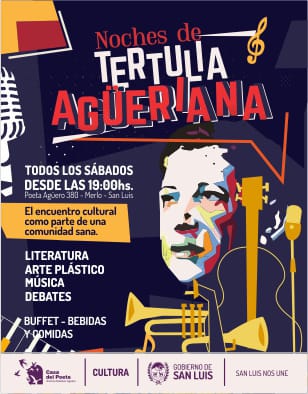 Noches de
TERTULIA
AGÜERIANA
TODOS LOS SÁBADOS
DESDE LAS 19:00hs.
Poeta Agüero 380 - Merlo - San Luis
El encuentro cultural
como parte de una
comunidad sana.
LITERATURA
ARTE PLÁSTICO
MÚSICA
DEBATES
BUFFET - BEBIDAS
Y COMIDAS
Casa
del Poeta
CULTURA
GOBIERNO DE
SAN LUIS
SAN LUIS NOS UNE